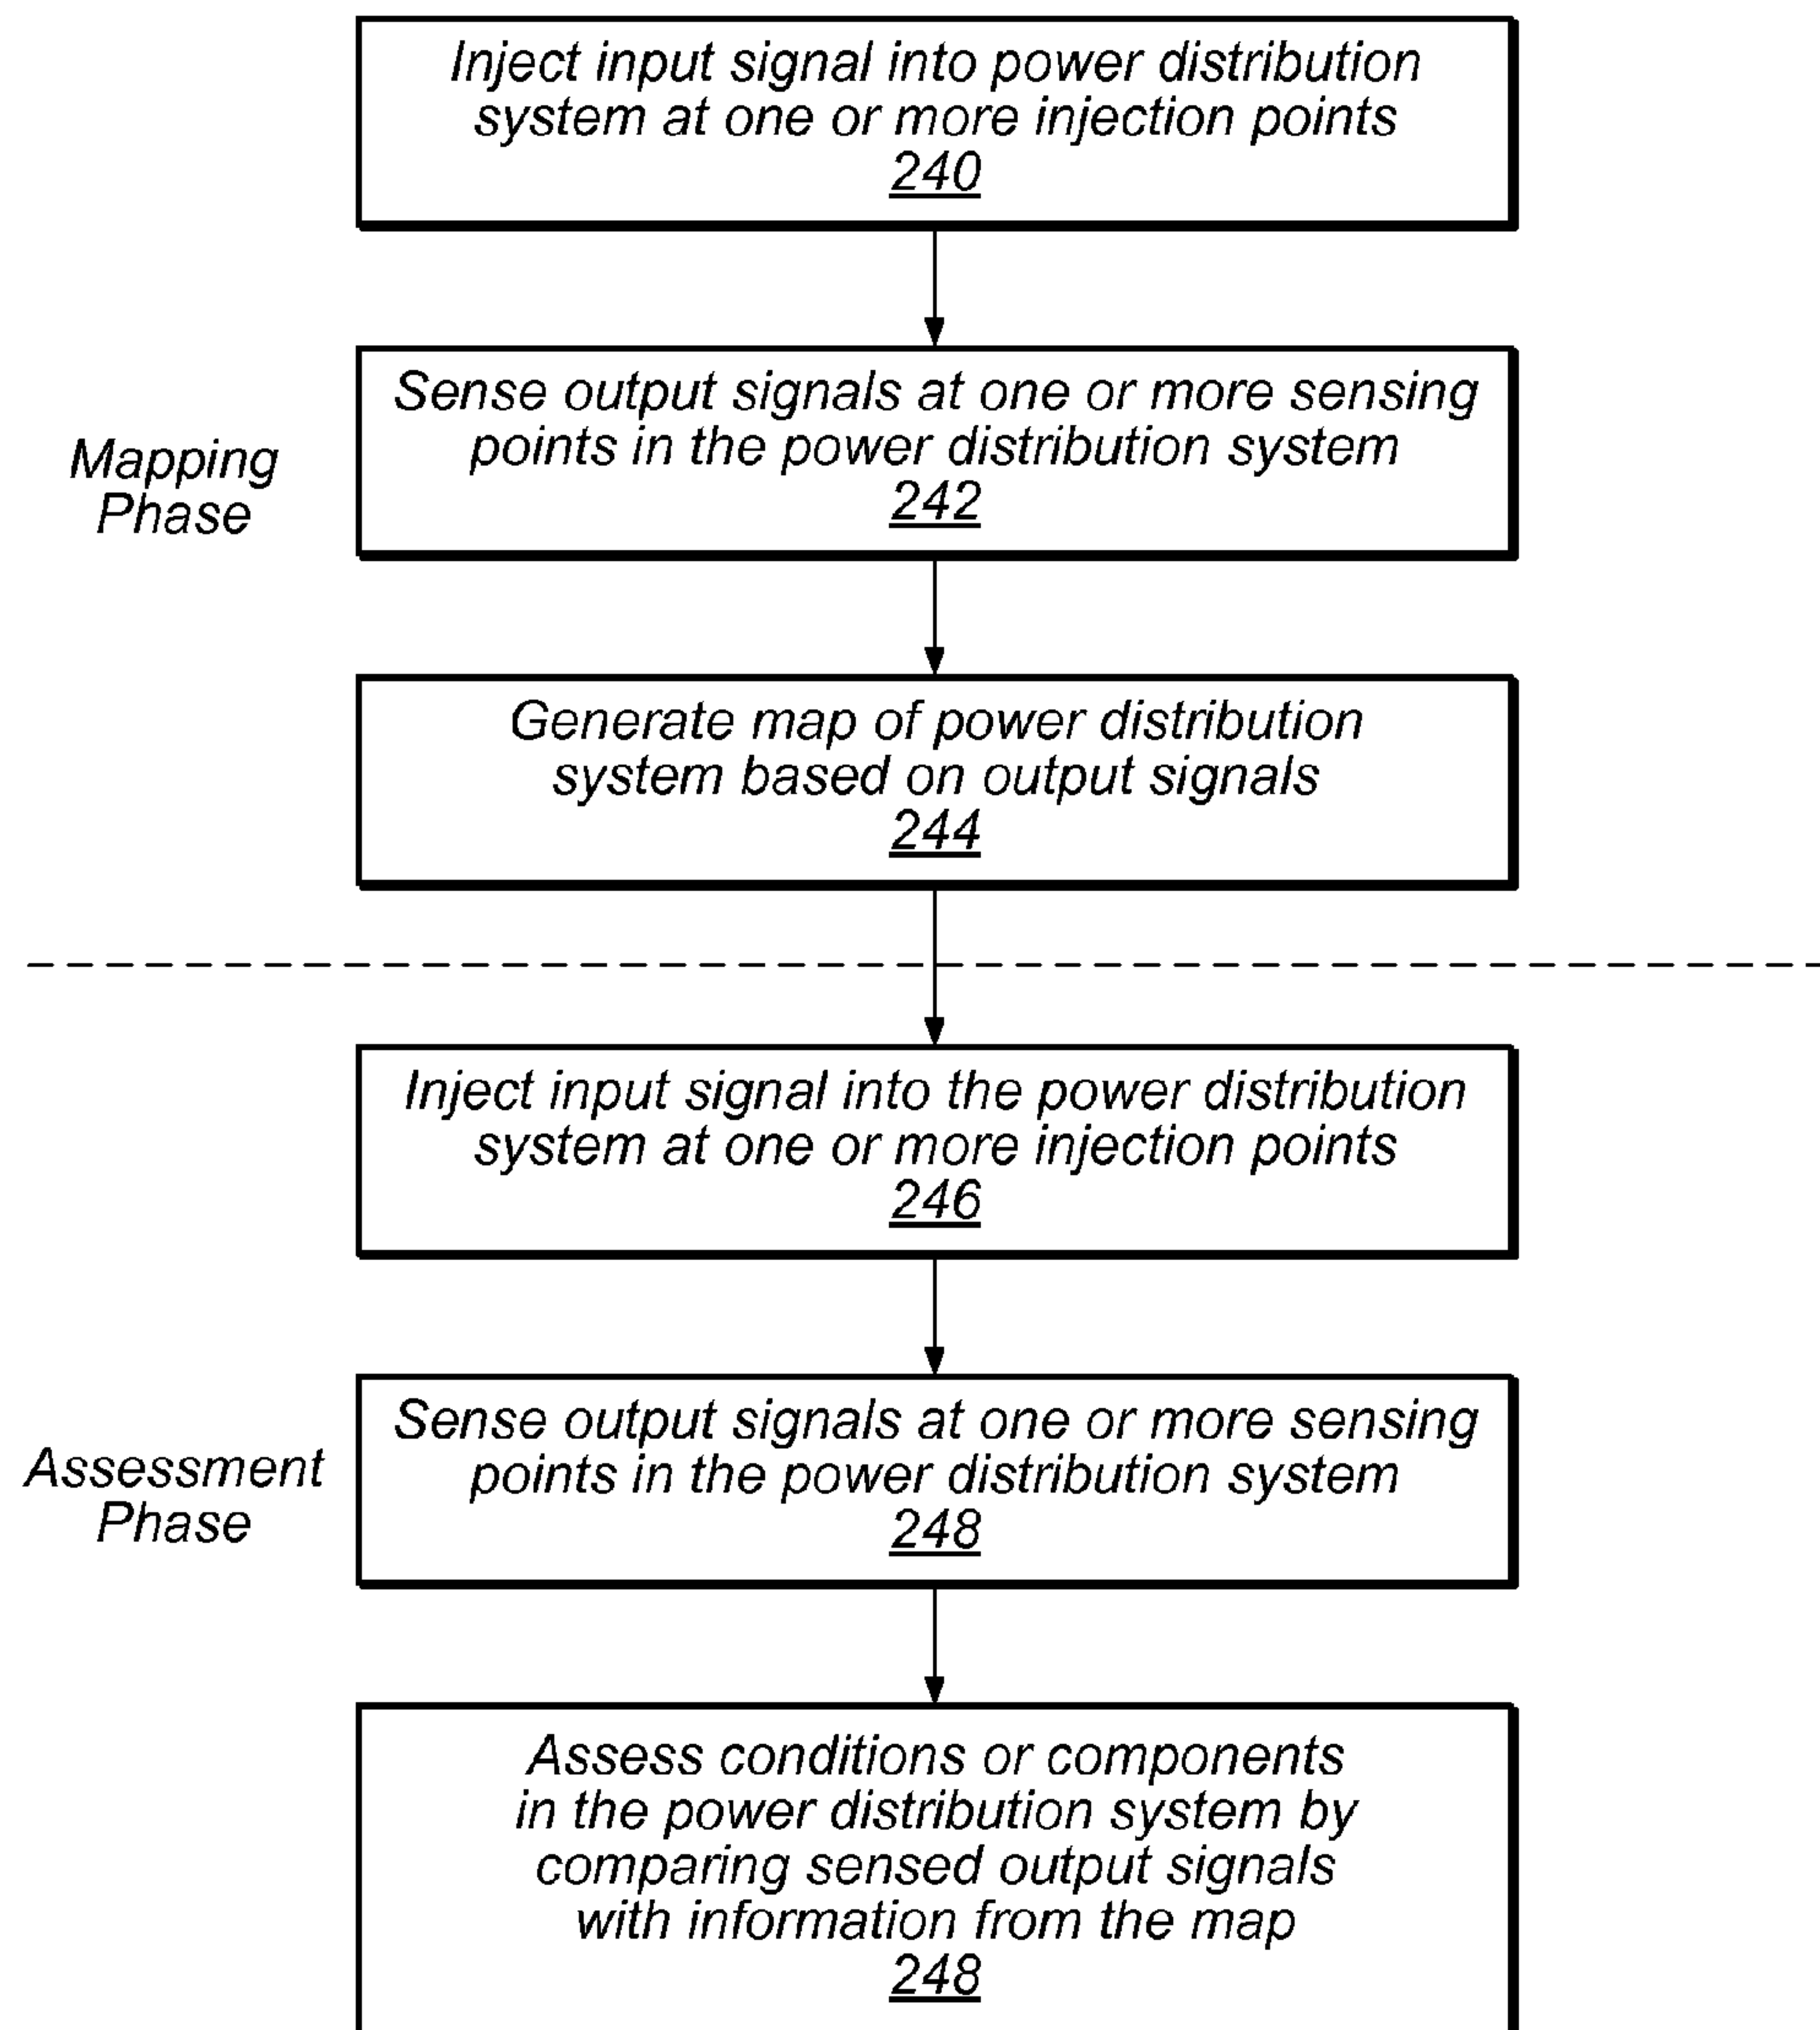 Inject input signal into power distribution
system at one or more injection points
240
Mapping
Phase
Sense output signals at one or more sensing
points in the power distribution system
242
Generate map of power distribution
system based on output signals
244
Inject input signal into the power distribution
system at one or more injection points
246
Assessment
Phase
Sense output signals at one or more sensing
points in the power distribution system
248
Assess conditions or components
in the power distribution system by
comparing sensed output signals
with information from the map
248